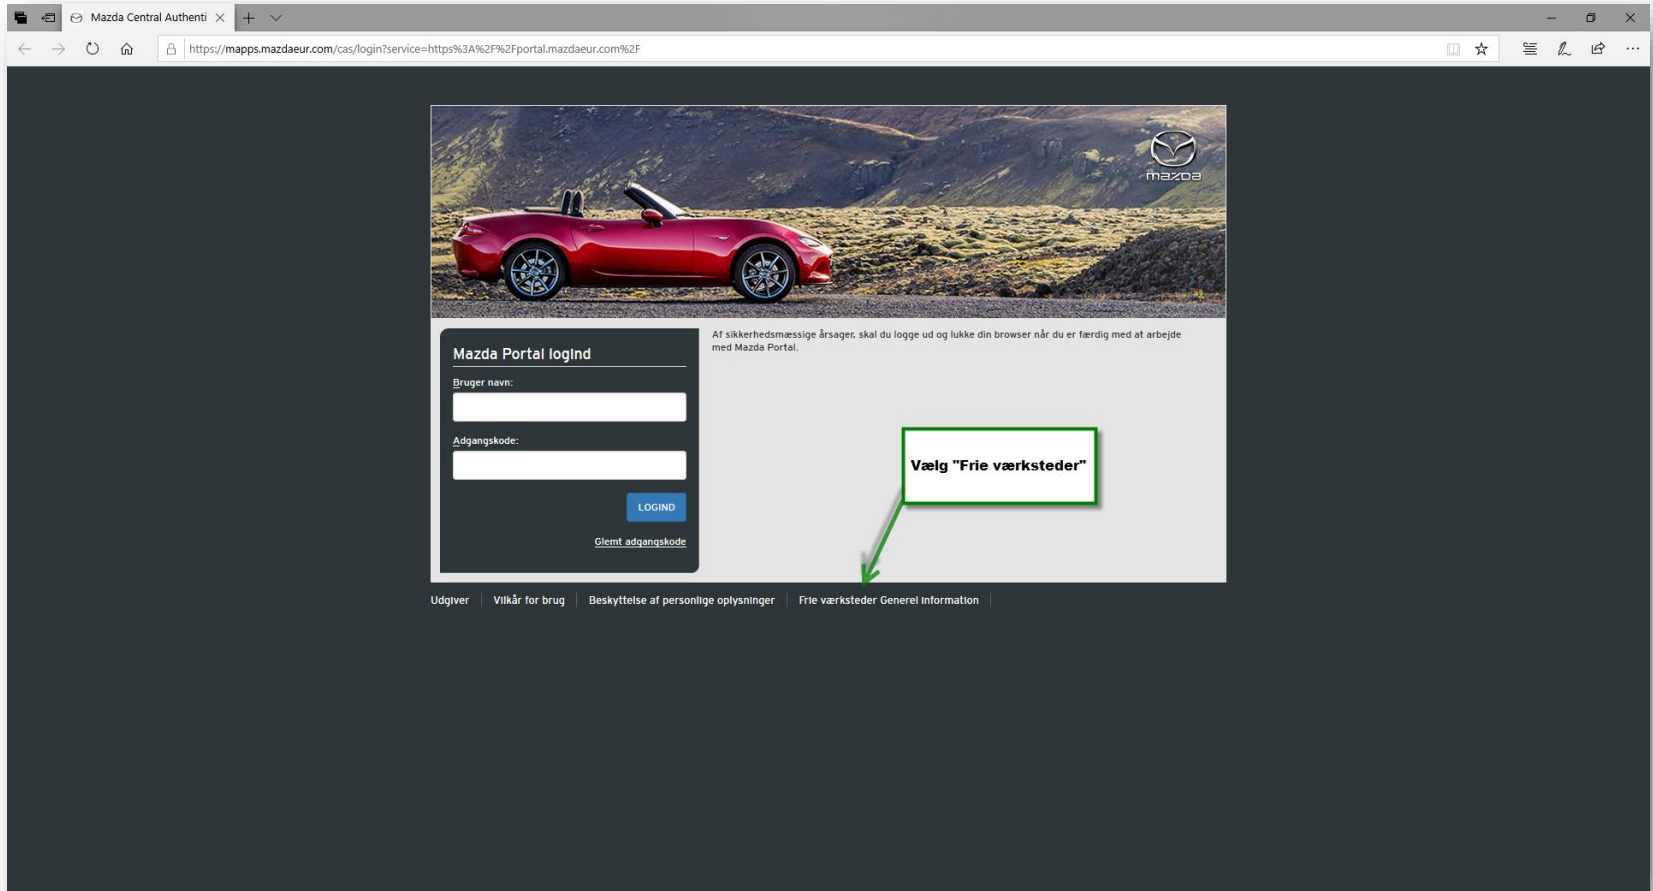 Mazda Central Authenti
https://mapps.mazdaeur.com/cas/login?service=https%3A%2F%2Fportal.mazdaeur.com%2F
mazda
Mazda Portal logind
Bruger navn:
Adgangskode:
LOGIND
Glemt adgangskode
Af sikkerhedsmæssige årsager, skal du logge ud og lukke din browser når du er færdig med at arbejde
med Mazda Portal.
Vælg "Frie værksteder"
Udgiver
Vilkår for brug
Beskyttelse af personlige oplysninger
Frie værksteder Generel information